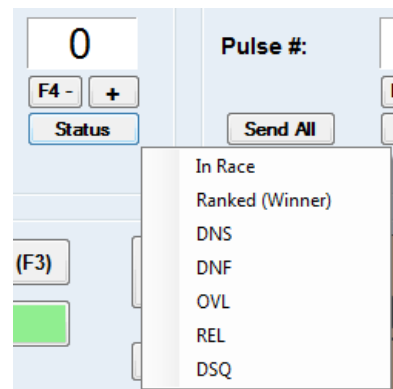 0
Pulse #:
F4 -
+
Status
Send All
In Race
Ranked (Winner)
DNS
DNF
OVL
REL
DSQ
(F3)